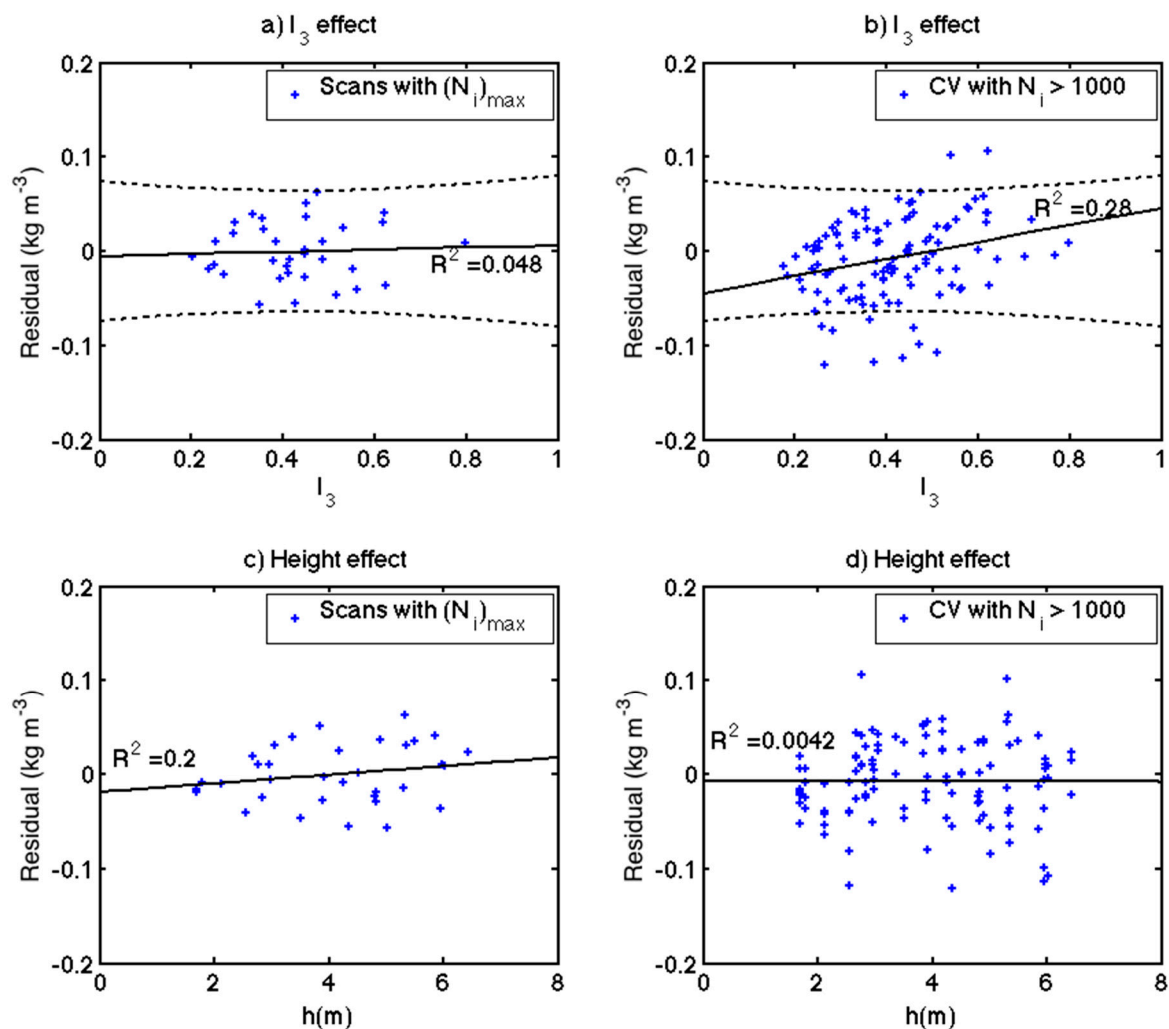 a) I₃ effect
Scans with (Nᵢ)ₘₐₓ
0.2
0.1
0
-0.1
-0.2
Residual (kg m⁻³)
R² =0.048
0 0.2 0.4 0.6 0.8 1
I₃
b) I₃ effect
CV with Nᵢ > 1000
0.2
0.1
0
-0.1
-0.2
Residual (kg m⁻³)
R² =0.28
0 0.2 0.4 0.6 0.8 1
I₃
c) Height effect
Scans with (Nᵢ)ₘₐₓ
0.2
0.1
0
-0.1
-0.2
Residual (kg m⁻³)
R² =0.2
0 2 4 6 8
h(m)
d) Height effect
CV with Nᵢ > 1000
0.2
0.1
0
-0.1
-0.2
Residual (kg m⁻³)
R² =0.0042
0 2 4 6 8
h(m)